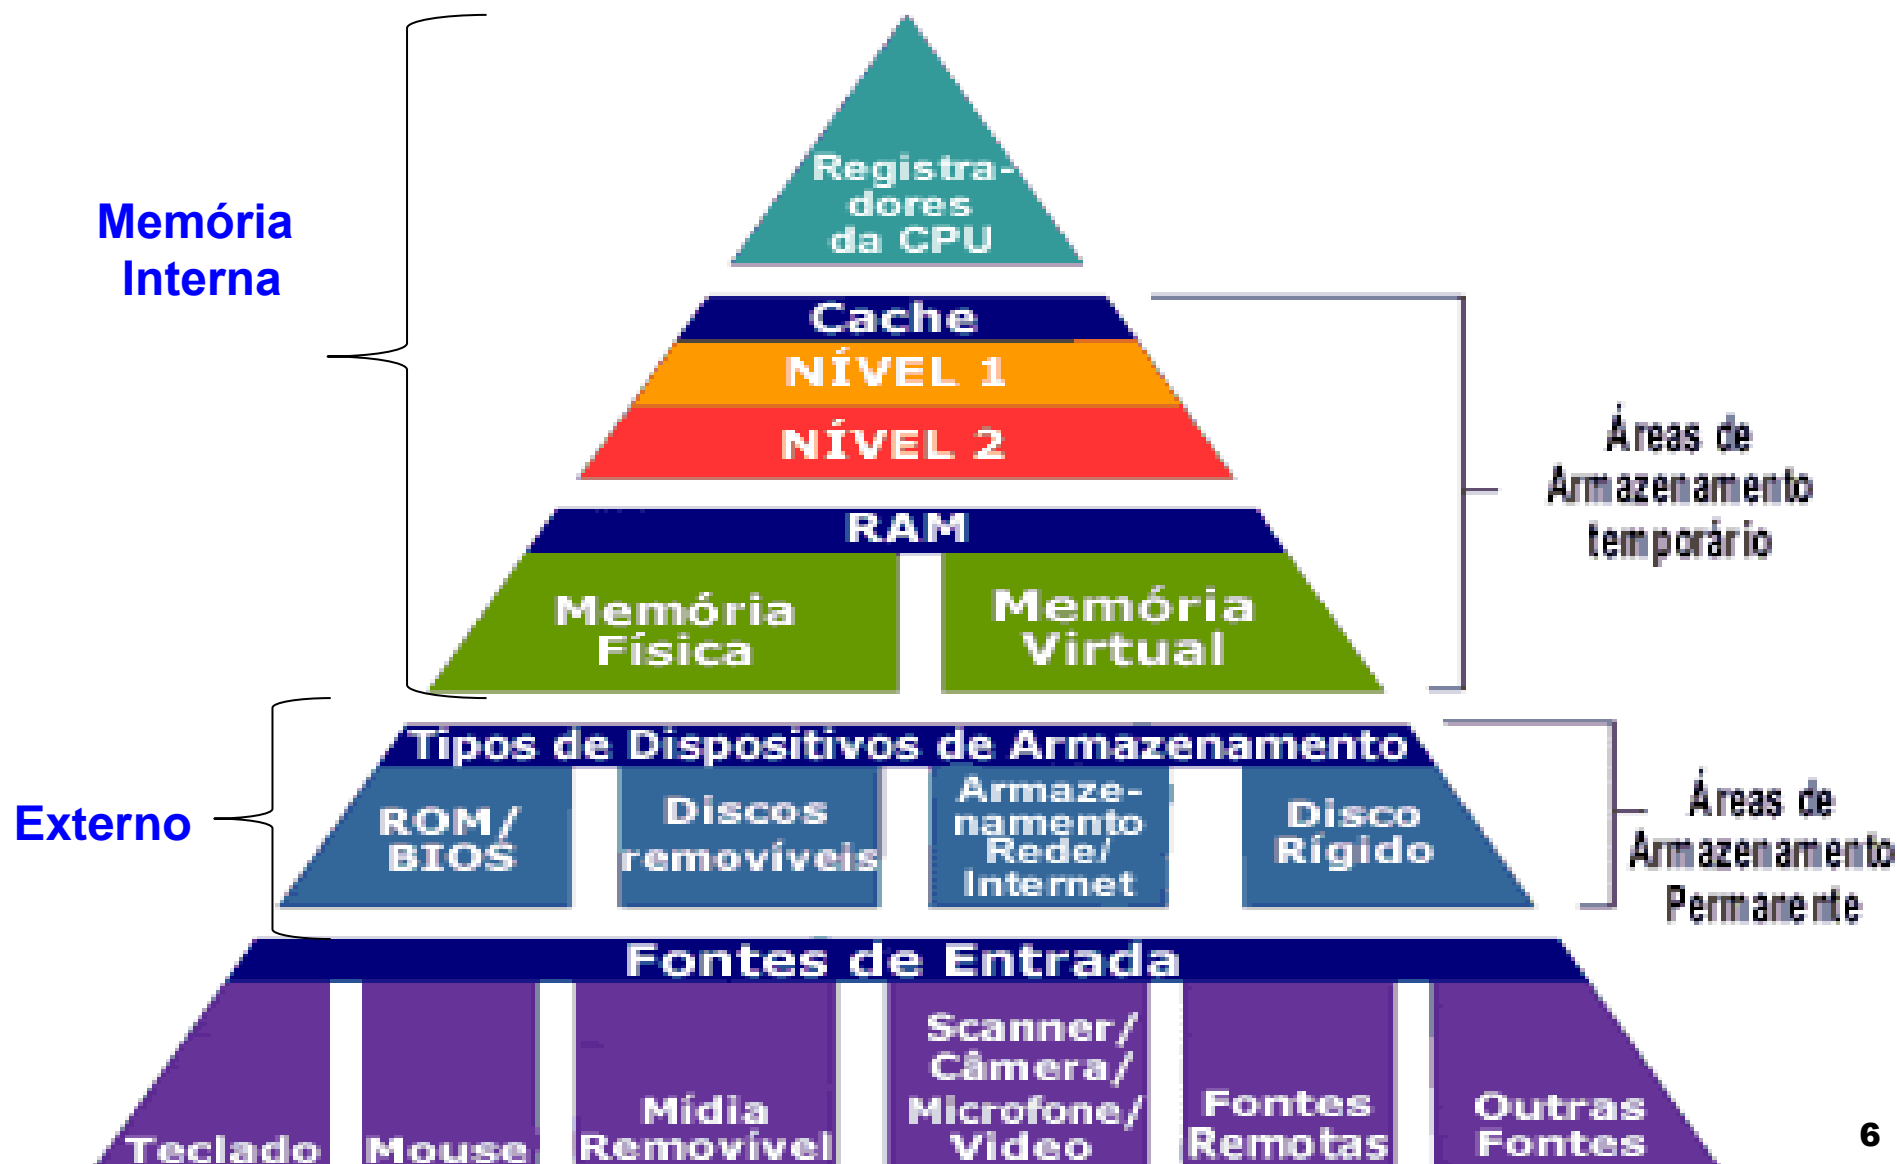 Memória
Interna
Registra-
dores
da CPU
Cache
NÍVEL 1
NÍVEL 2
RAM
Memória
Física
Memória
Virtual
Áreas de
Armazenamento
temporário
Externo
Tipos de Dispositivos de Armazenamento
ROM/
BIOS
Discos
removíveis
Armaze-
namento
Rede/
Internet
Disco
Rígido
Áreas de
Armazenamento
Permanente
Fontes de Entrada
Teclado
Mouse
Mídia
Removível
Scanner/
Câmera/
Microfone/
Video
Fontes
Remotas
Outras
Fontes
6